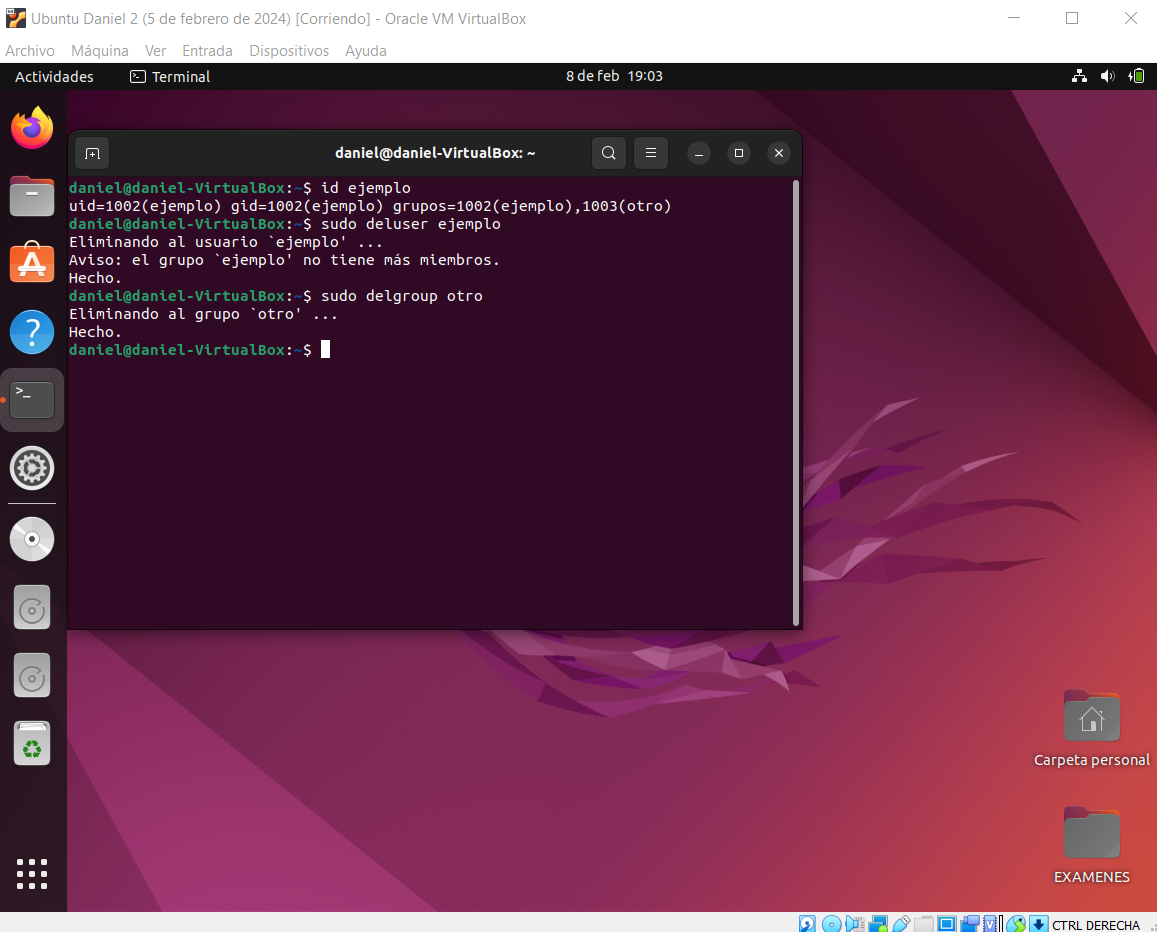 Ubuntu Daniel 2 (5 de febrero de 2024) [Corriendo] - Oracle VM VirtualBox
Archivo Máquina Ver Entrada Dispositivos Ayuda
Actividades Terminal 8 de feb 19:03
daniel@daniel-VirtualBox: ~
daniel@daniel-VirtualBox:~$ id ejemplo
uid=1002(ejemplo) gid=1002(ejemplo) grupos=1002(ejemplo),1003(otro)
daniel@daniel-VirtualBox:~$ sudo deluser ejemplo
Eliminando al usuario `ejemplo' ...
Aviso: el grupo `ejemplo' no tiene más miembros.
Hecho.
daniel@daniel-VirtualBox:~$ sudo delgroup otro
Eliminando al grupo `otro' ...
Hecho.
daniel@daniel-VirtualBox:~$
Carpeta personal
EXAMENES
CTRL DERECHA